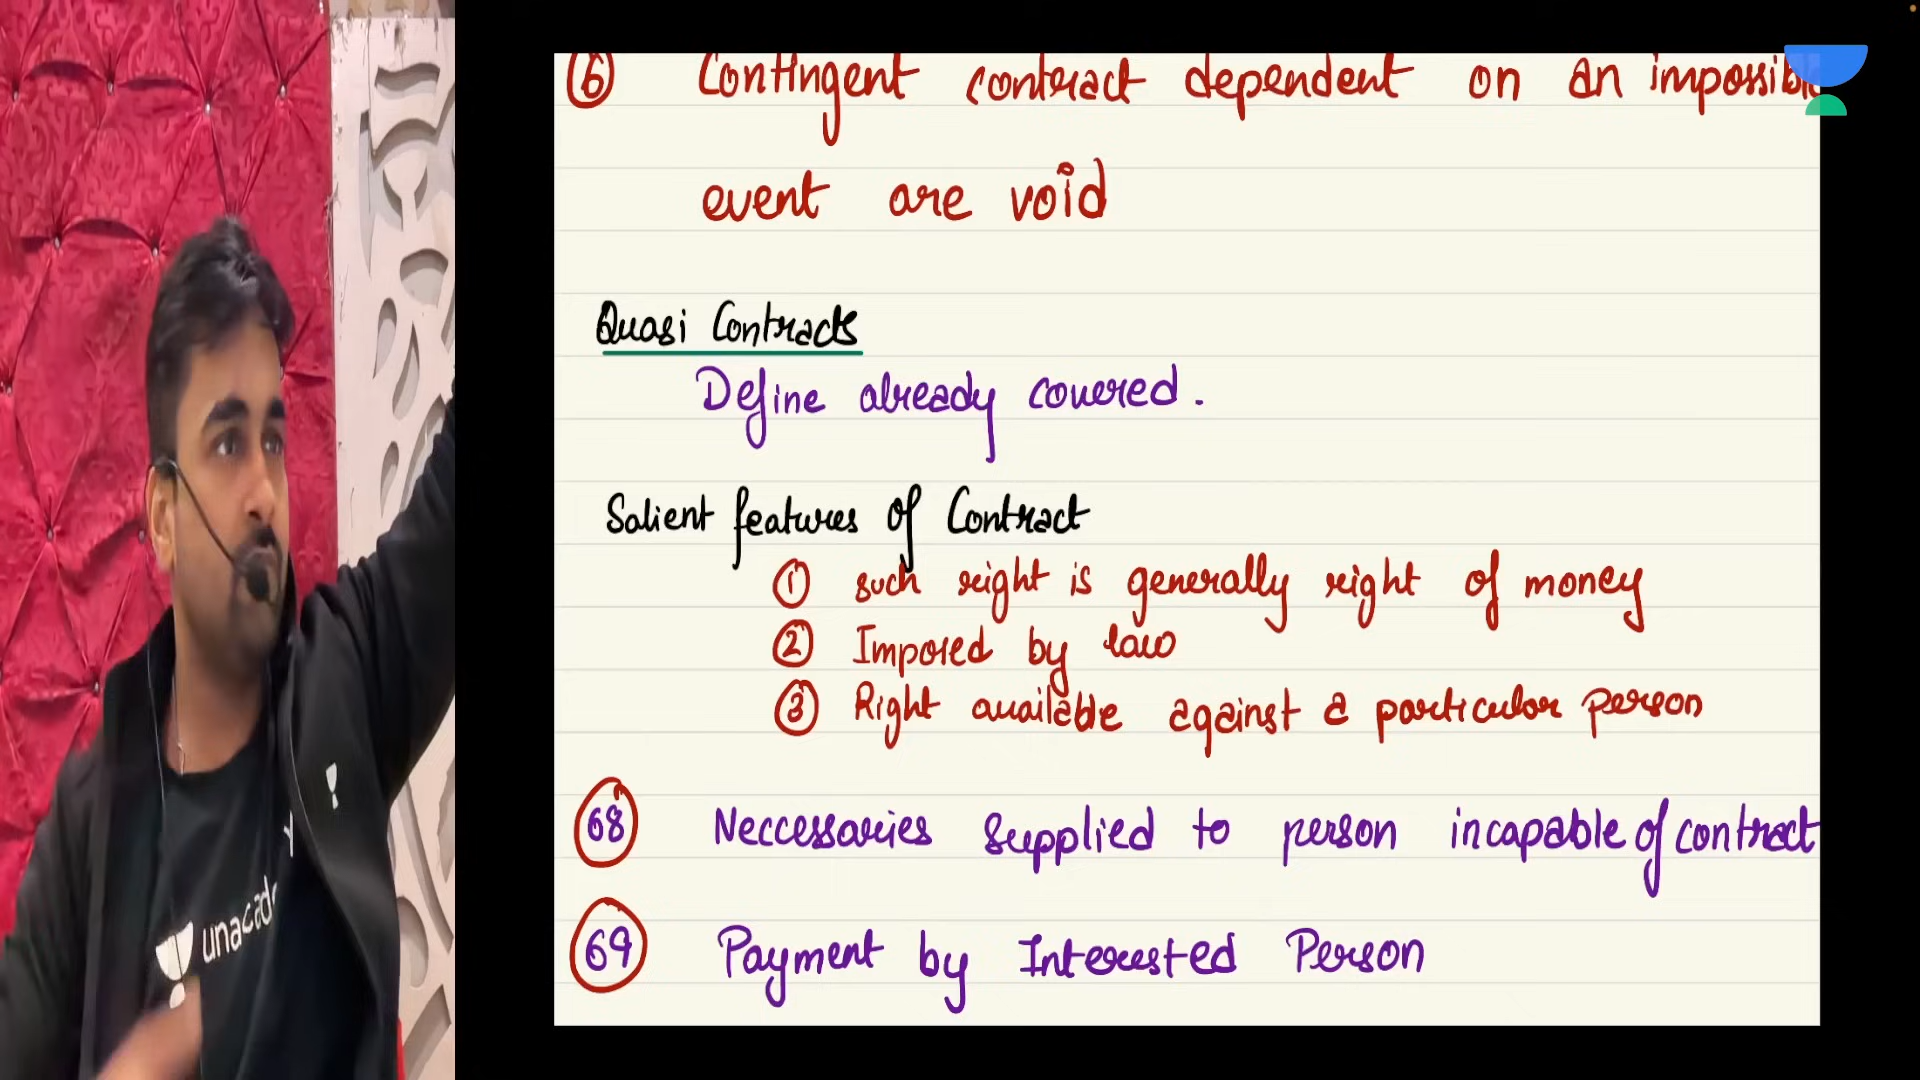 6 Contingent contract dependent on an impossib
event are void
Quasi Contracts
Define already covered.
Salient features of Contract
1 such right is generally right of money
2 Imposed by law
3 Right available against a particular person
68 Neccessaries supplied to person incapable of contract
69 Payment by Interested Person
unacade